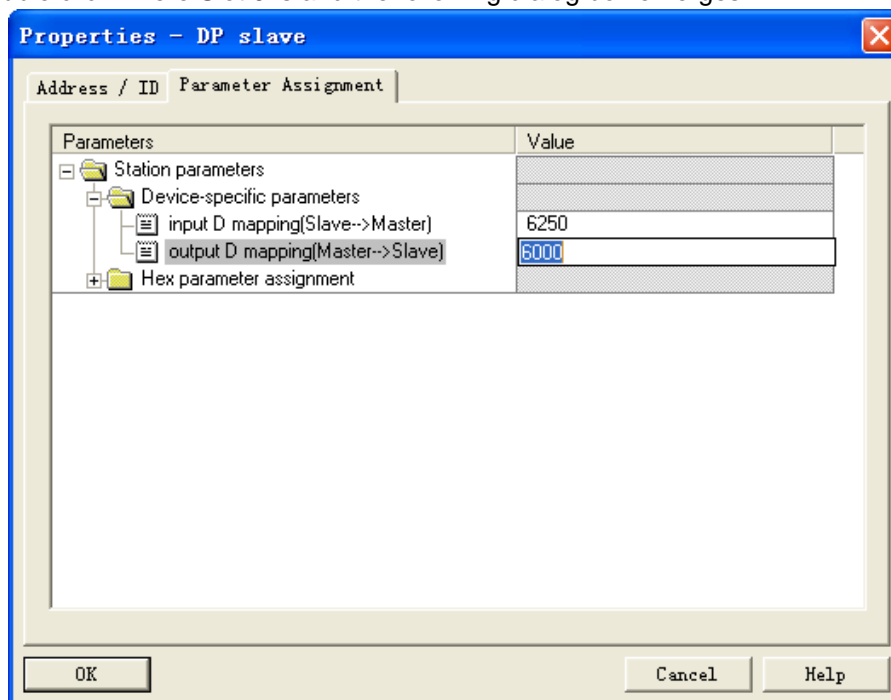 Properties - DP slave
Address / ID Parameter Assignment
Parameters Value
Station parameters
Device-specific parameters
input D mapping(Slave-->Master) 6250
output D mapping(Master-->Slave) 6000
Hex parameter assignment
OK Cancel Help